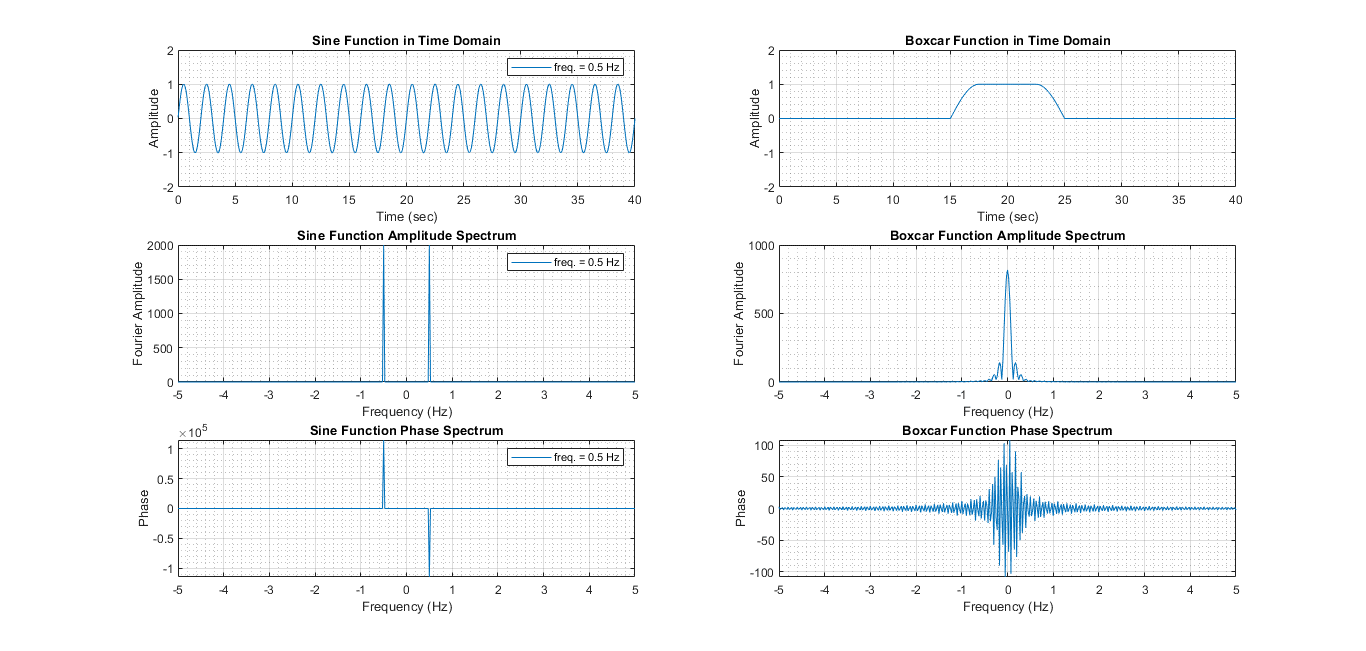 Sine Function in Time Domain
freq. = 0.5 Hz
2
1
0
-1
-2
Amplitude
0 5 10 15 20 25 30 35 40
Time (sec)
Boxcar Function in Time Domain
2
1
0
-1
-2
Amplitude
0 5 10 15 20 25 30 35 40
Time (sec)
Sine Function Amplitude Spectrum
freq. = 0.5 Hz
2000
1500
1000
500
0
Fourier Amplitude
-5 -4 -3 -2 -1 0 1 2 3 4 5
Frequency (Hz)
Boxcar Function Amplitude Spectrum
1000
500
0
Fourier Amplitude
-5 -4 -3 -2 -1 0 1 2 3 4 5
Frequency (Hz)
Sine Function Phase Spectrum
×10⁵
freq. = 0.5 Hz
1
0.5
0
-0.5
-1
Phase
-5 -4 -3 -2 -1 0 1 2 3 4 5
Frequency (Hz)
Boxcar Function Phase Spectrum
100
50
0
-50
-100
Phase
-5 -4 -3 -2 -1 0 1 2 3 4 5
Frequency (Hz)